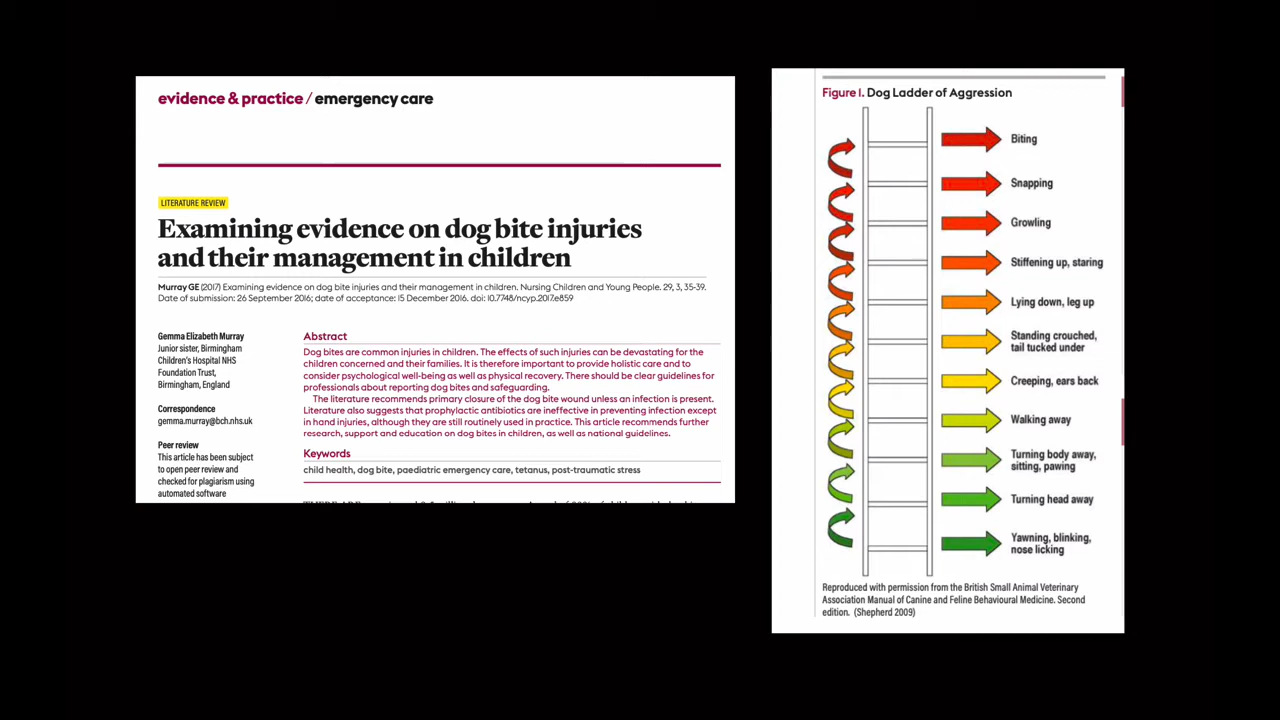 evidence & practice / emergency care
LITERATURE REVIEW
Examining evidence on dog bite injuries
and their management in children
Murray GE (2017) Examining evidence on dog bite injuries and their management in children. Nursing Children and Young People. 29, 3, 35-39.
Date of submission: 26 September 2016; date of acceptance: 15 December 2016. doi: 10.7748/ncyp.2017.e859
Gemma Elizabeth Murray
Junior sister, Birmingham
Children's Hospital NHS
Foundation Trust,
Birmingham, England
Correspondence
gemma.murray@bch.nhs.uk
Peer review
This article has been subject
to open peer review and
checked for plagiarism using
automated software
Abstract
Dog bites are common injuries in children. The effects of such injuries can be devastating for the
children concerned and their families. It is therefore important to provide holistic care and to
consider psychological well-being as well as physical recovery. There should be clear guidelines for
professionals about reporting dog bites and safeguarding.
The literature recommends primary closure of the dog bite wound unless an infection is present.
Literature also suggests that prophylactic antibiotics are ineffective in preventing infection except
in hand injuries, although they are still routinely used in practice. This article recommends further
research, support and education on dog bites in children, as well as national guidelines.
Keywords
child health, dog bite, paediatric emergency care, tetanus, post-traumatic stress
Figure 1. Dog Ladder of Aggression
Biting
Snapping
Growling
Stiffening up, staring
Lying down, leg up
Standing crouched,
tail tucked under
Creeping, ears back
Walking away
Turning body away,
sitting, pawing
Turning head away
Yawning, blinking,
nose licking
Reproduced with permission from the British Small Animal Veterinary
Association Manual of Canine and Feline Behavioural Medicine. Second
edition. (Shepherd 2009)